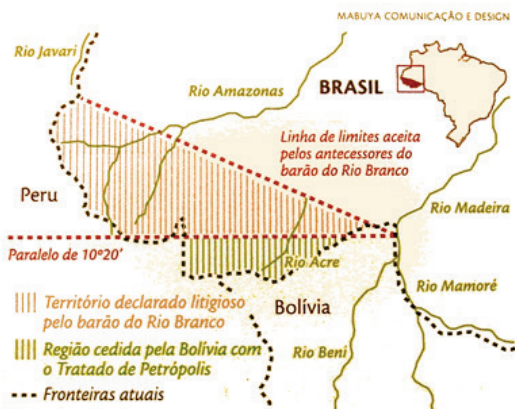 MABUYA COMUNICAÇÃO E DESIGN
Rio Javari
Rio Amazonas
BRASIL
Linha de limites aceita
pelos antecessores do
barão do Rio Branco
Peru
Rio Madeira
Paralelo de 10º20’
Rio Acre
Rio Mamoré
Bolívia
Território declarado litigioso
pelo barão do Rio Branco
Região cedida pela Bolívia com
o Tratado de Petrópolis
Rio Beni
Fronteiras atuais